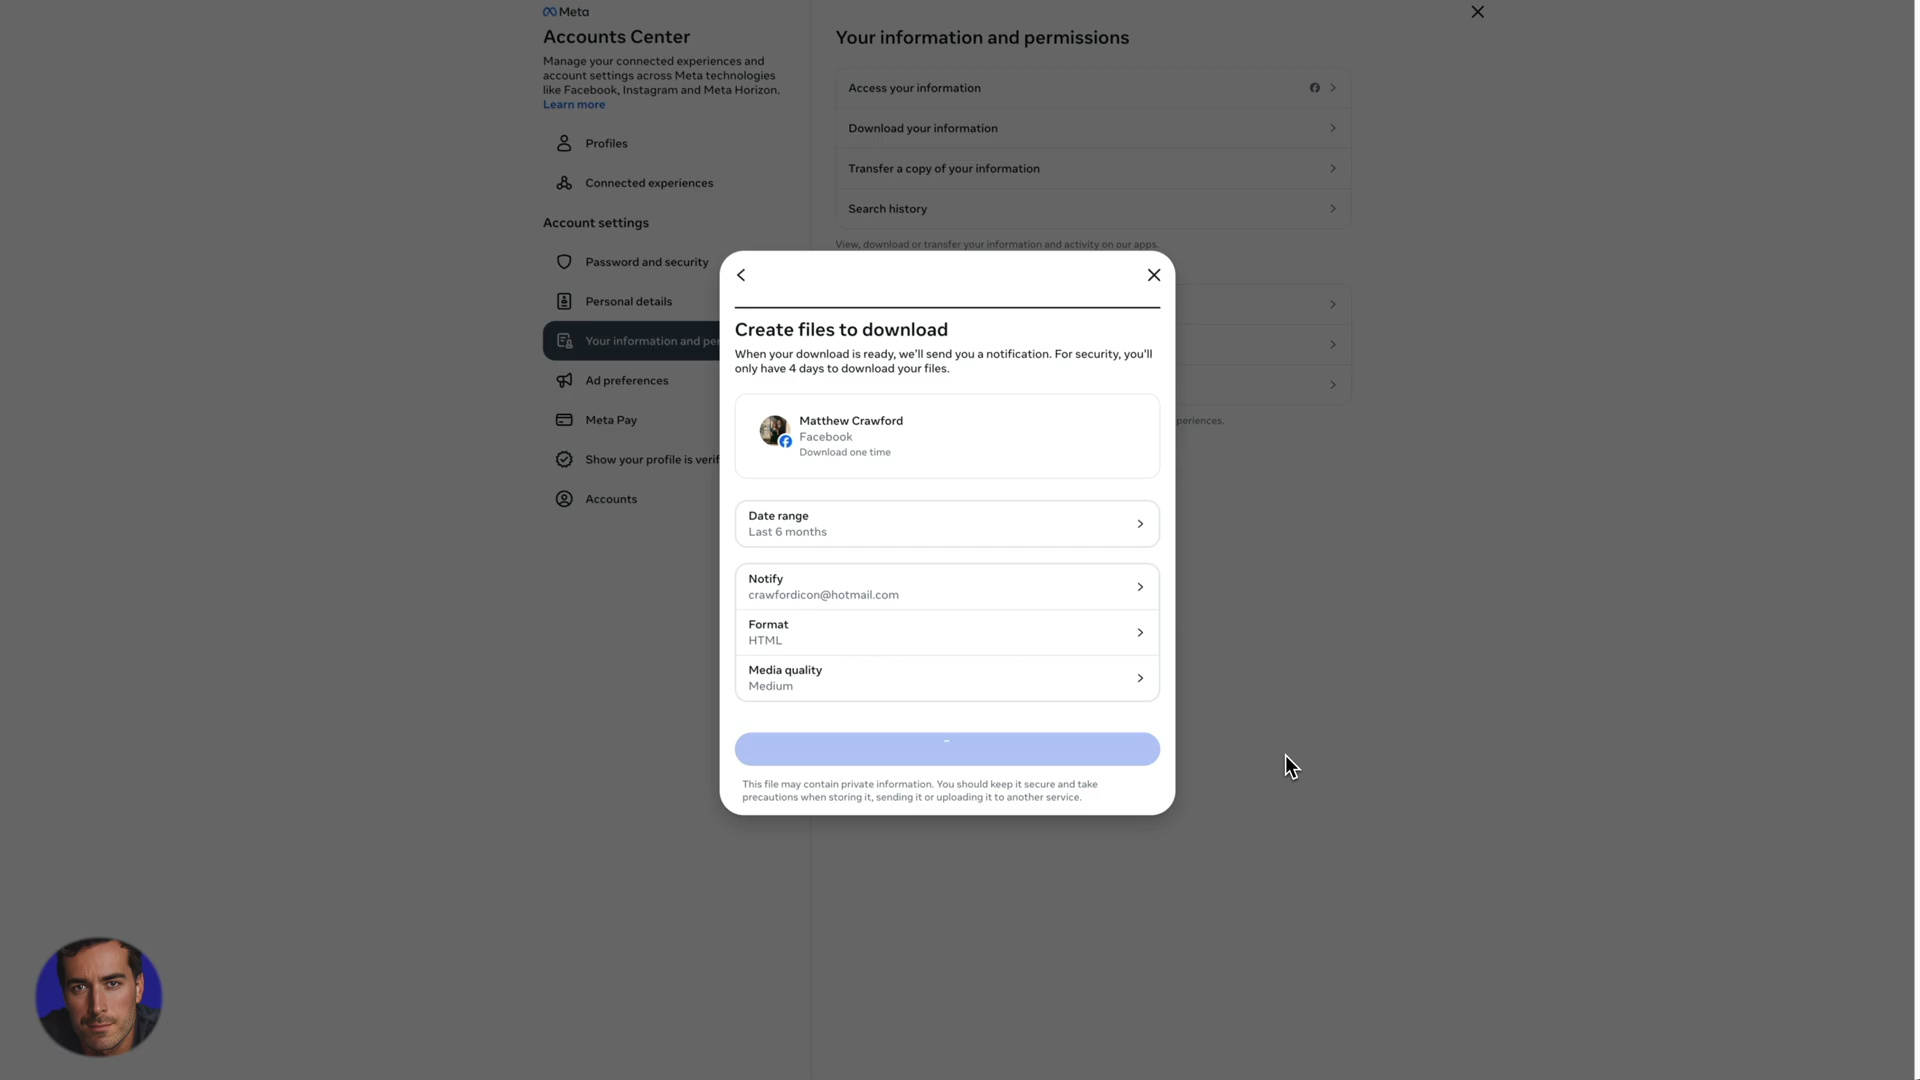 Meta
Accounts Center
Manage your connected experiences and
account settings across Meta technologies
like Facebook, Instagram and Meta Horizon.
Learn more
Profiles
Connected experiences
Account settings
Password and security
Personal details
Your information and per
Ad preferences
Meta Pay
Show your profile is verif
Accounts
Your information and permissions
Access your information
Download your information
Transfer a copy of your information
Search history
View, download or transfer your information and activity on our apps.
periences.
Create files to download
When your download is ready, we'll send you a notification. For security, you'll
only have 4 days to download your files.
Matthew Crawford
Facebook
Download one time
Date range
Last 6 months
Notify
crawfordicon@hotmail.com
Format
HTML
Media quality
Medium
This file may contain private information. You should keep it secure and take
precautions when storing it, sending it or uploading it to another service.